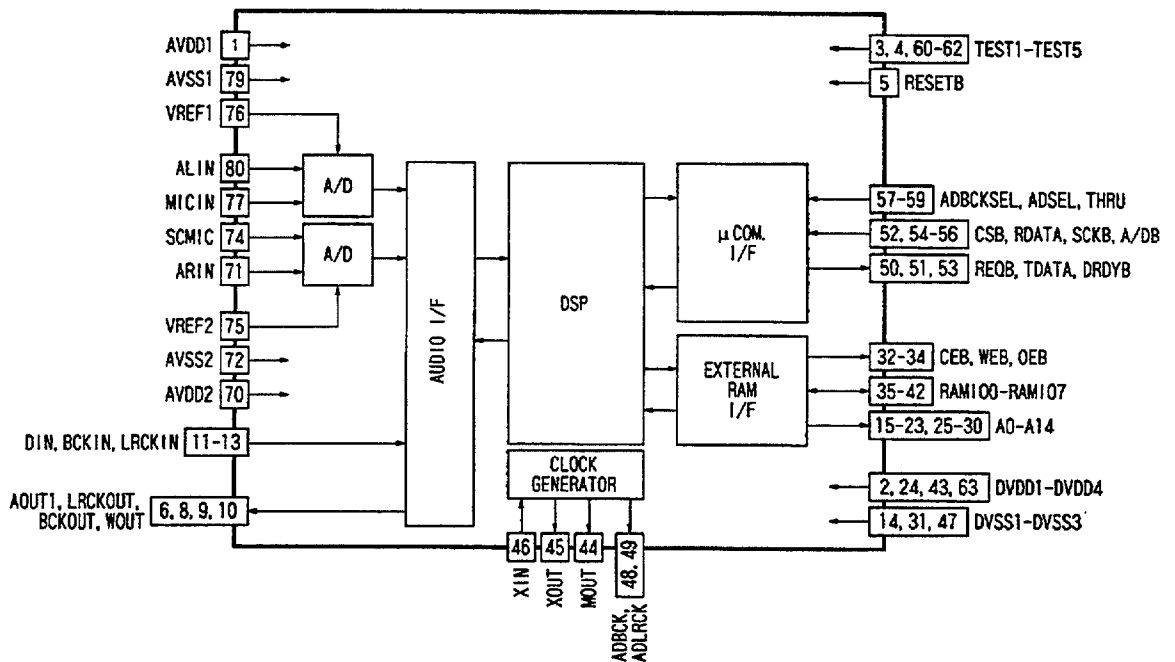 AVDD1 1
AVSS1 79
VREF1 76
ALIN 80
MICIN 77
SCMIC 74
ARIN 71
VREF2 75
AVSS2 72
AVDD2 70
DIN, BCKIN, LRCKIN 11-13
AOUT1, LRCKOUT,
BCKOUT, WOUT
6, 8, 9, 10
A/D
A/D
AUDIO I/F
DSP
CLOCK
GENERATOR
μ COM.
I/F
EXTERNAL
RAM
I/F
3, 4, 60-62 TEST1-TEST5
5 RESETB
57-59 ADBCKSEL, ADSEL, THRU
52, 54-56 CSB, RDATA, SCKB, A/DB
50, 51, 53 REQB, TDATA, DRDYB
32-34 CEB, WEB, OEB
35-42 RAMIO0-RAMIO7
15-23, 25-30 A0-A14
2, 24, 43, 63 DVDD1-DVDD4
14, 31, 47 DVSS1-DVSS3
46
XIN
45
XOUT
44
MOUT
48, 49
ADBCK,
ADLRCK